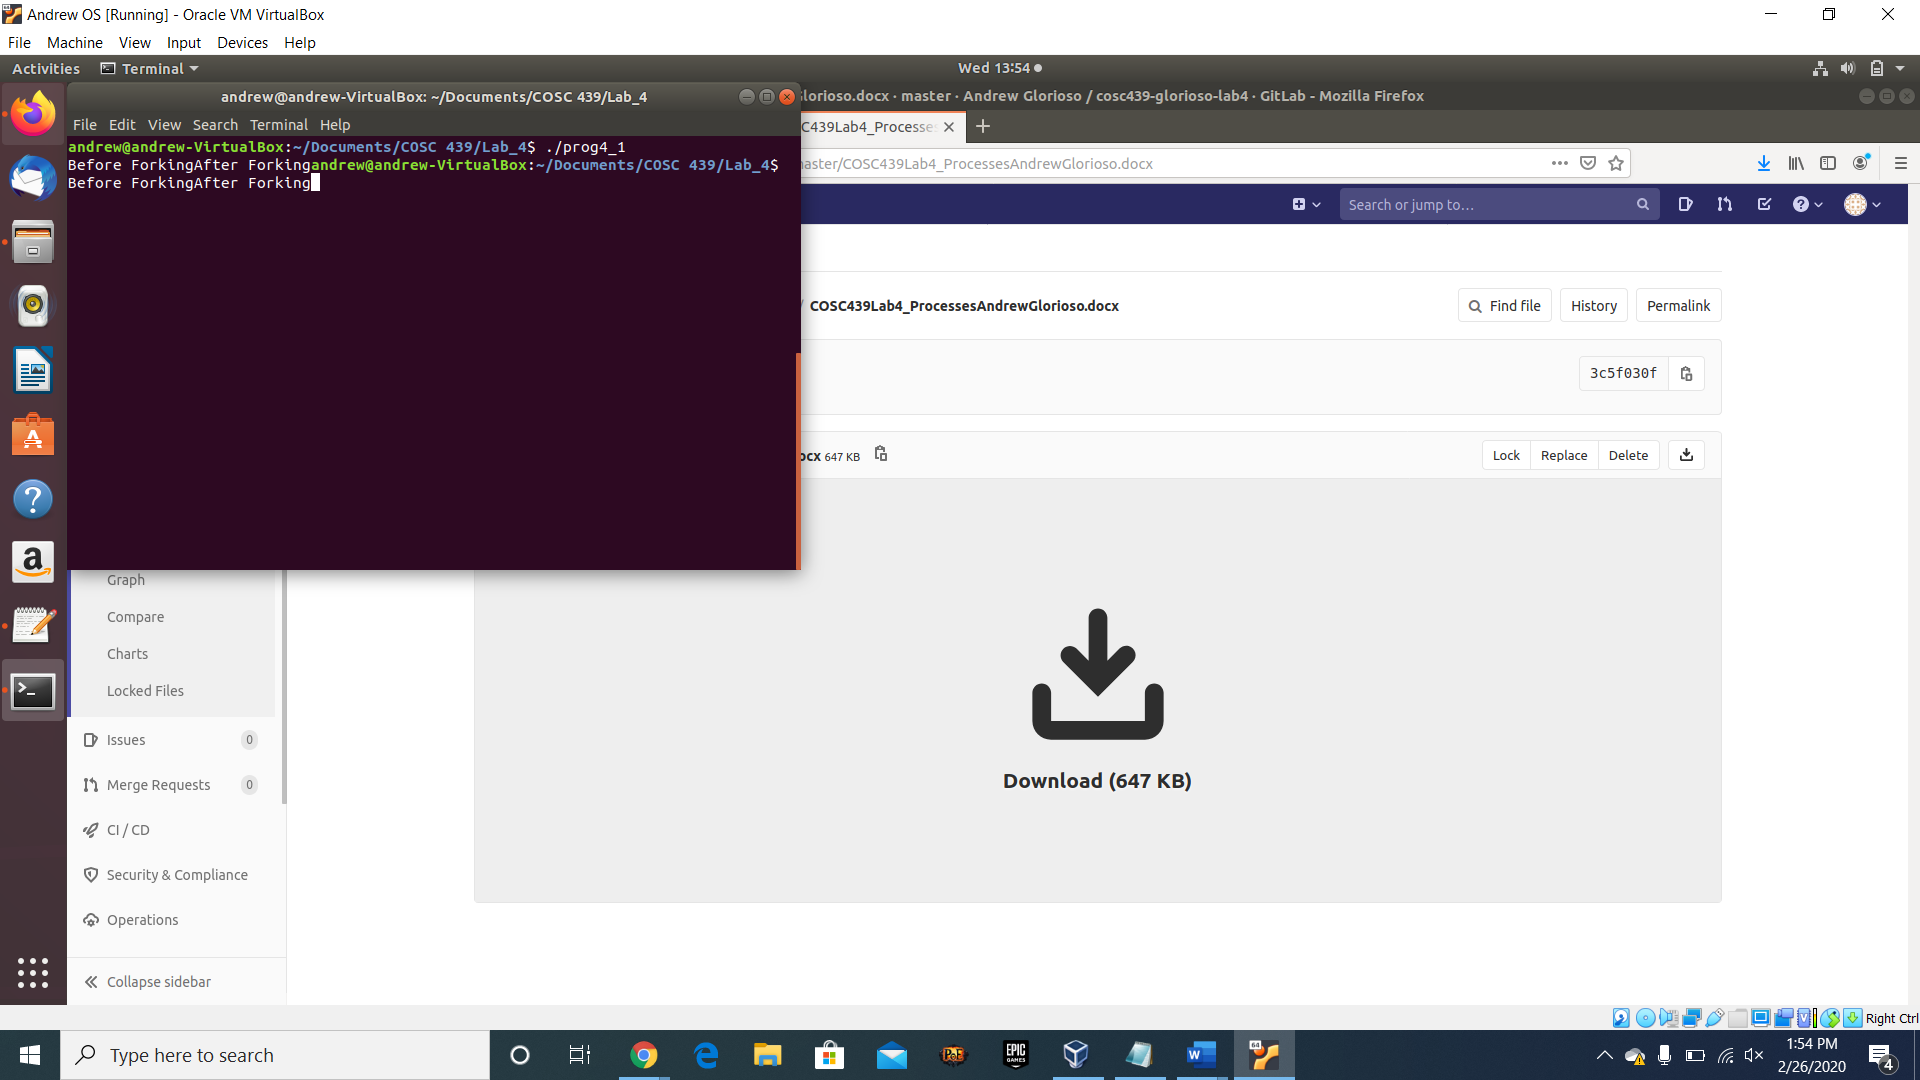 Andrew OS [Running] - Oracle VM VirtualBox
File Machine View Input Devices Help
Activities Terminal Wed 13:54
andrew@andrew-VirtualBox: ~/Documents/COSC 439/Lab_4
lorioso.docx · master · Andrew Glorioso / cosc439-glorioso-lab4 · GitLab - Mozilla Firefox
File Edit View Search Terminal Help
C439Lab4_Processes
andrew@andrew-VirtualBox:~/Documents/COSC 439/Lab_4$ ./prog4_1
Before ForkingAfter Forkingandrew@andrew-VirtualBox:~/Documents/COSC 439/Lab_4$
Before ForkingAfter Forking
aster/COSC439Lab4_ProcessesAndrewGlorioso.docx
Search or jump to…
/ COSC439Lab4_ProcessesAndrewGlorioso.docx
Find file History Permalink
3c5f030f
ocx 647 KB
Lock Replace Delete
Graph
Compare
Charts
Locked Files
Issues 0
Merge Requests 0
CI / CD
Security & Compliance
Operations
Collapse sidebar
Download (647 KB)
Right Ctrl
Type here to search
EPIC GAMES
1:54 PM
2/26/2020
4